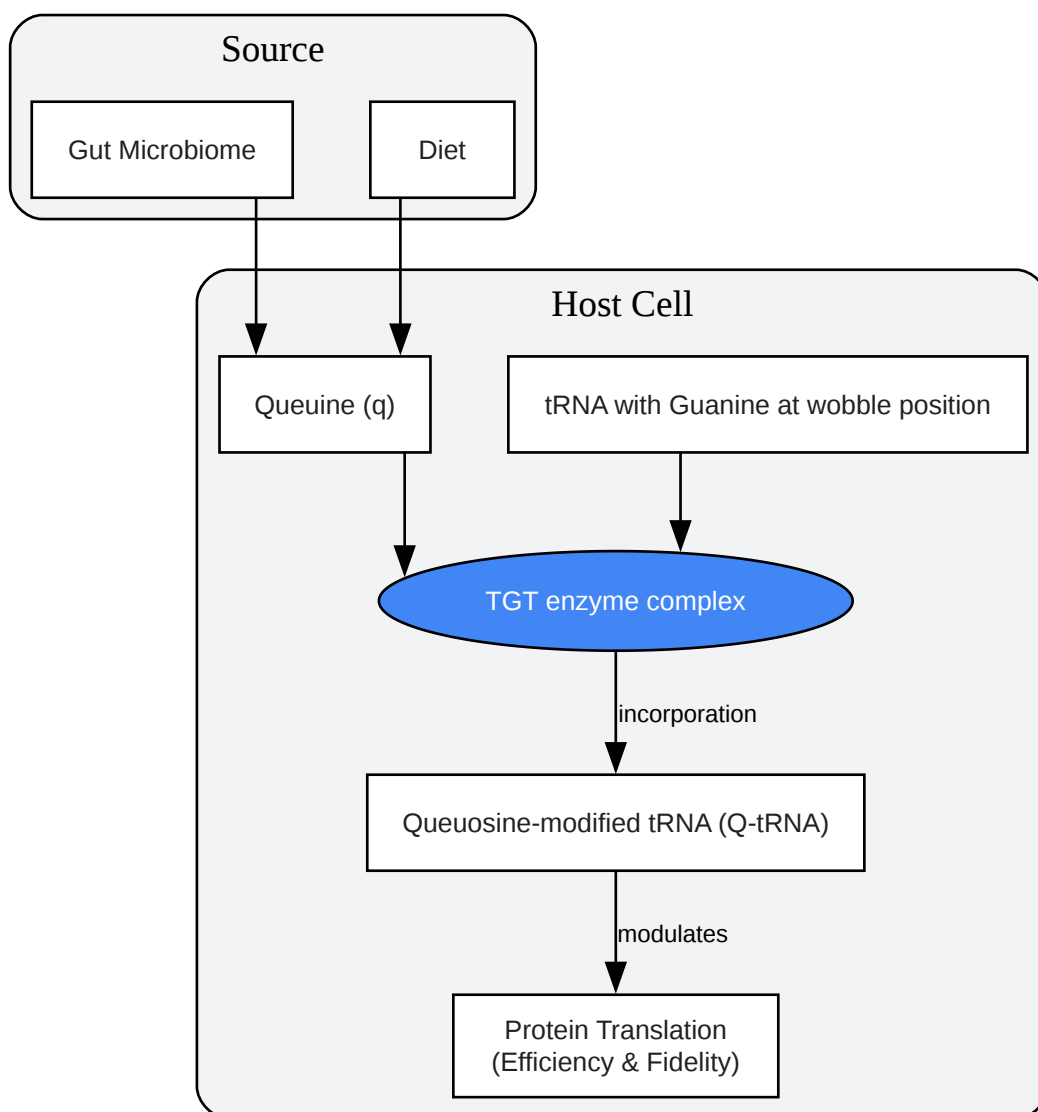 Source
Gut Microbiome
Diet
Host Cell
Queuine (q)
tRNA with Guanine at wobble position
TGT enzyme complex
incorporation
Queuosine-modified tRNA (Q-tRNA)
modulates
Protein Translation
(Efficiency & Fidelity)